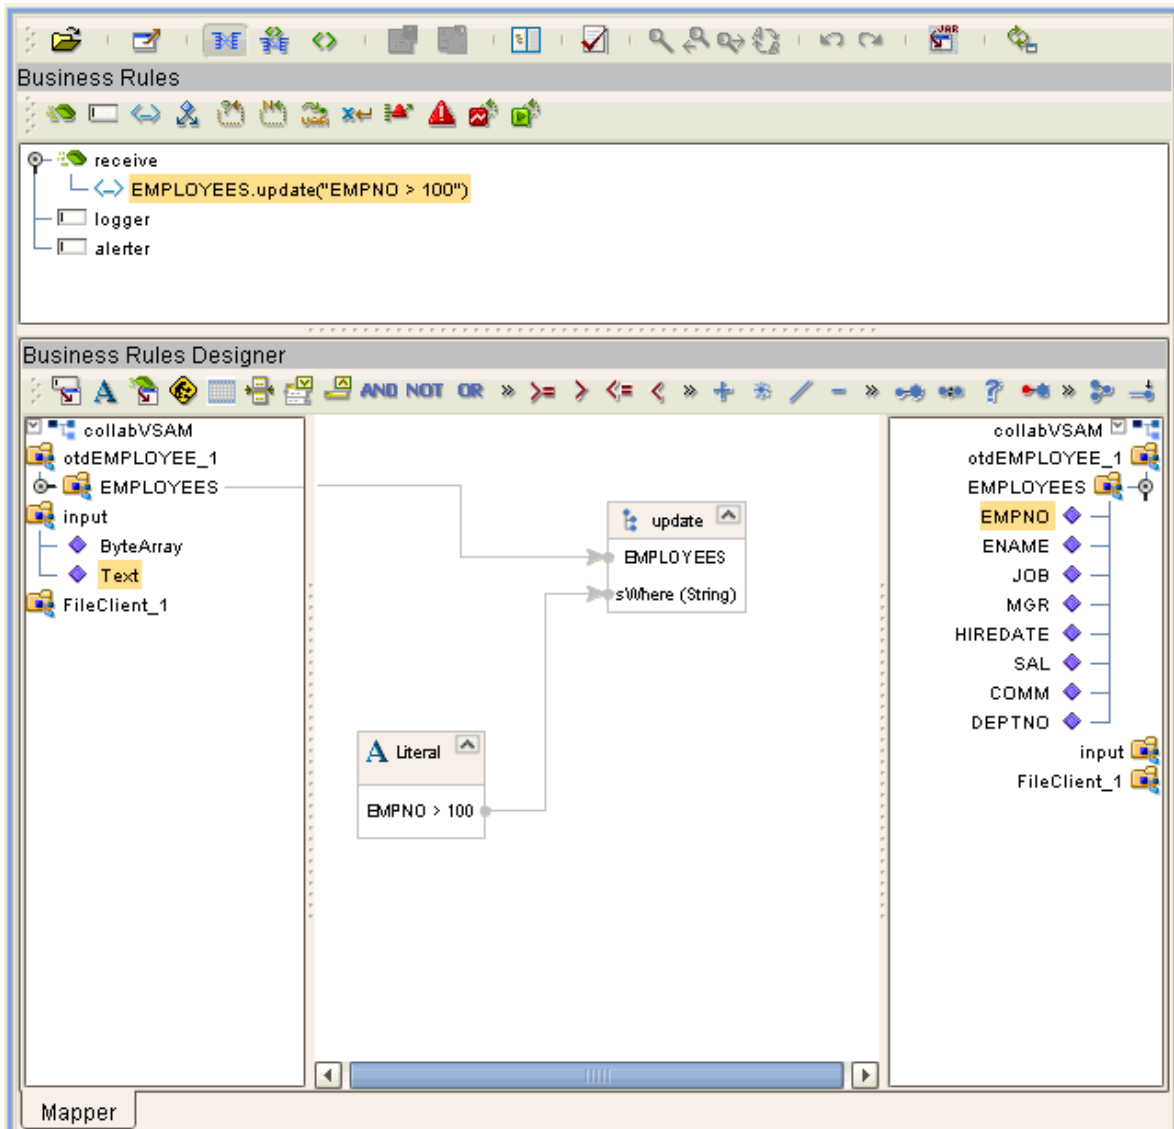 JAR
Business Rules
receive
EMPLOYEES.update("EMPNO > 100")
logger
alerter
Business Rules Designer
A AND NOT OR » >= > <= < » + * / - » ? » 
collabVSAM
otdEMPLOYEE_1
EMPLOYEES
input
ByteArray
Text
FileClient_1
update
EMPLOYEES
sWhere (String)
A Literal
EMPNO > 100
collabVSAM
otdEMPLOYEE_1
EMPLOYEES
EMPNO
ENAME
JOB
MGR
HIREDATE
SAL
COMM
DEPTNO
input
FileClient_1
Mapper